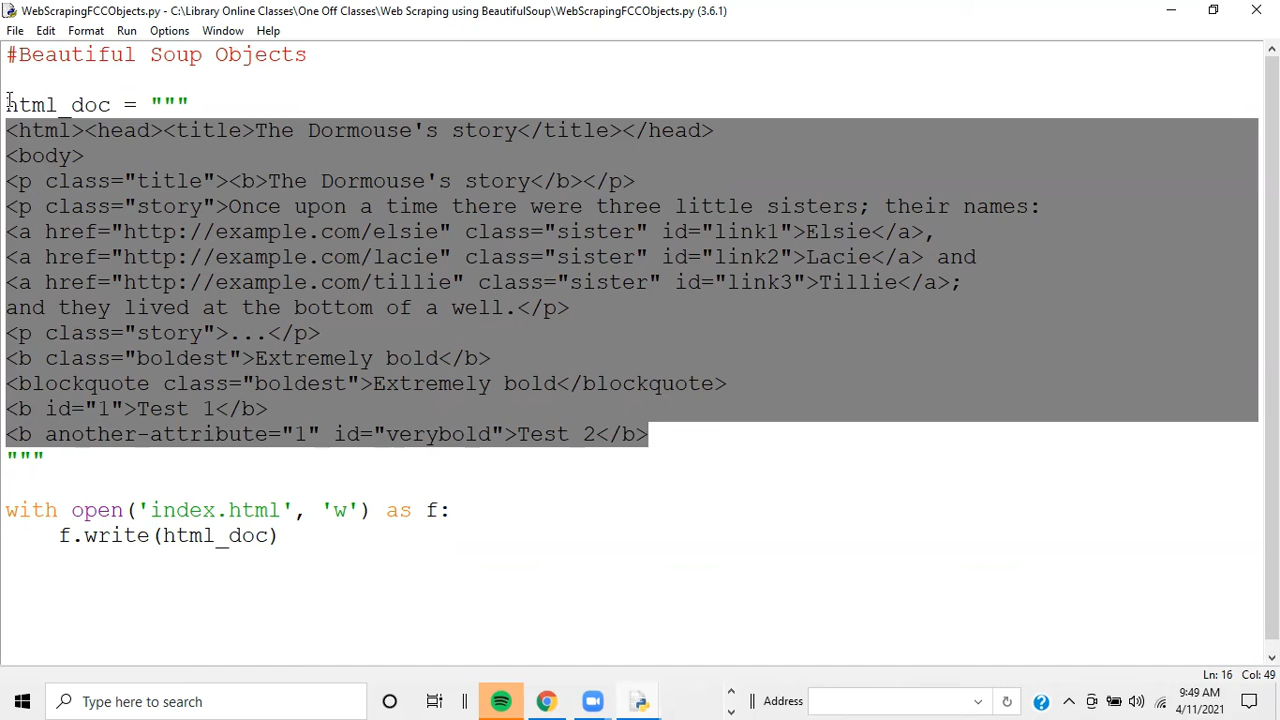 WebScrapingFCCObjects.py - C:\Library Online Classes\One Off Classes\Web Scraping using BeautifulSoup\WebScrapingFCCObjects.py (3.6.1)
File Edit Format Run Options Window Help
#Beautiful Soup Objects
html_doc = """
<html><head><title>The Dormouse's story</title></head>
<body>
<p class="title"><b>The Dormouse's story</b></p>
<p class="story">Once upon a time there were three little sisters; their names:
<a href="http://example.com/elsie" class="sister" id="link1">Elsie</a>,
<a href="http://example.com/lacie" class="sister" id="link2">Lacie</a> and
<a href="http://example.com/tillie" class="sister" id="link3">Tillie</a>;
and they lived at the bottom of a well.</p>
<p class="story">...</p>
<b class="boldest">Extremely bold</b>
<blockquote class="boldest">Extremely bold</blockquote>
<b id="1">Test 1</b>
<b another-attribute="1" id="verybold">Test 2</b>
"""
with open('index.html', 'w') as f:
    f.write(html_doc)
Ln: 16 Col: 49
Type here to search
Address
9:49 AM
4/11/2021